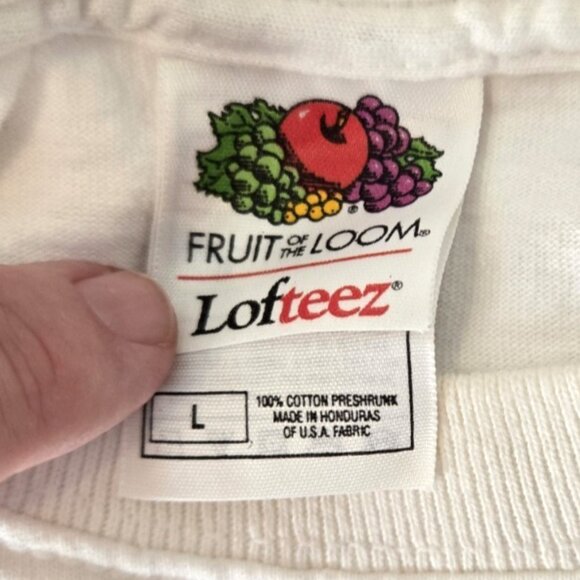 FRUIT OF THE LOOM®
Lofteez®
L
100% COTTON PRESHRUNK
MADE IN HONDURAS
OF U.S.A. FABRIC